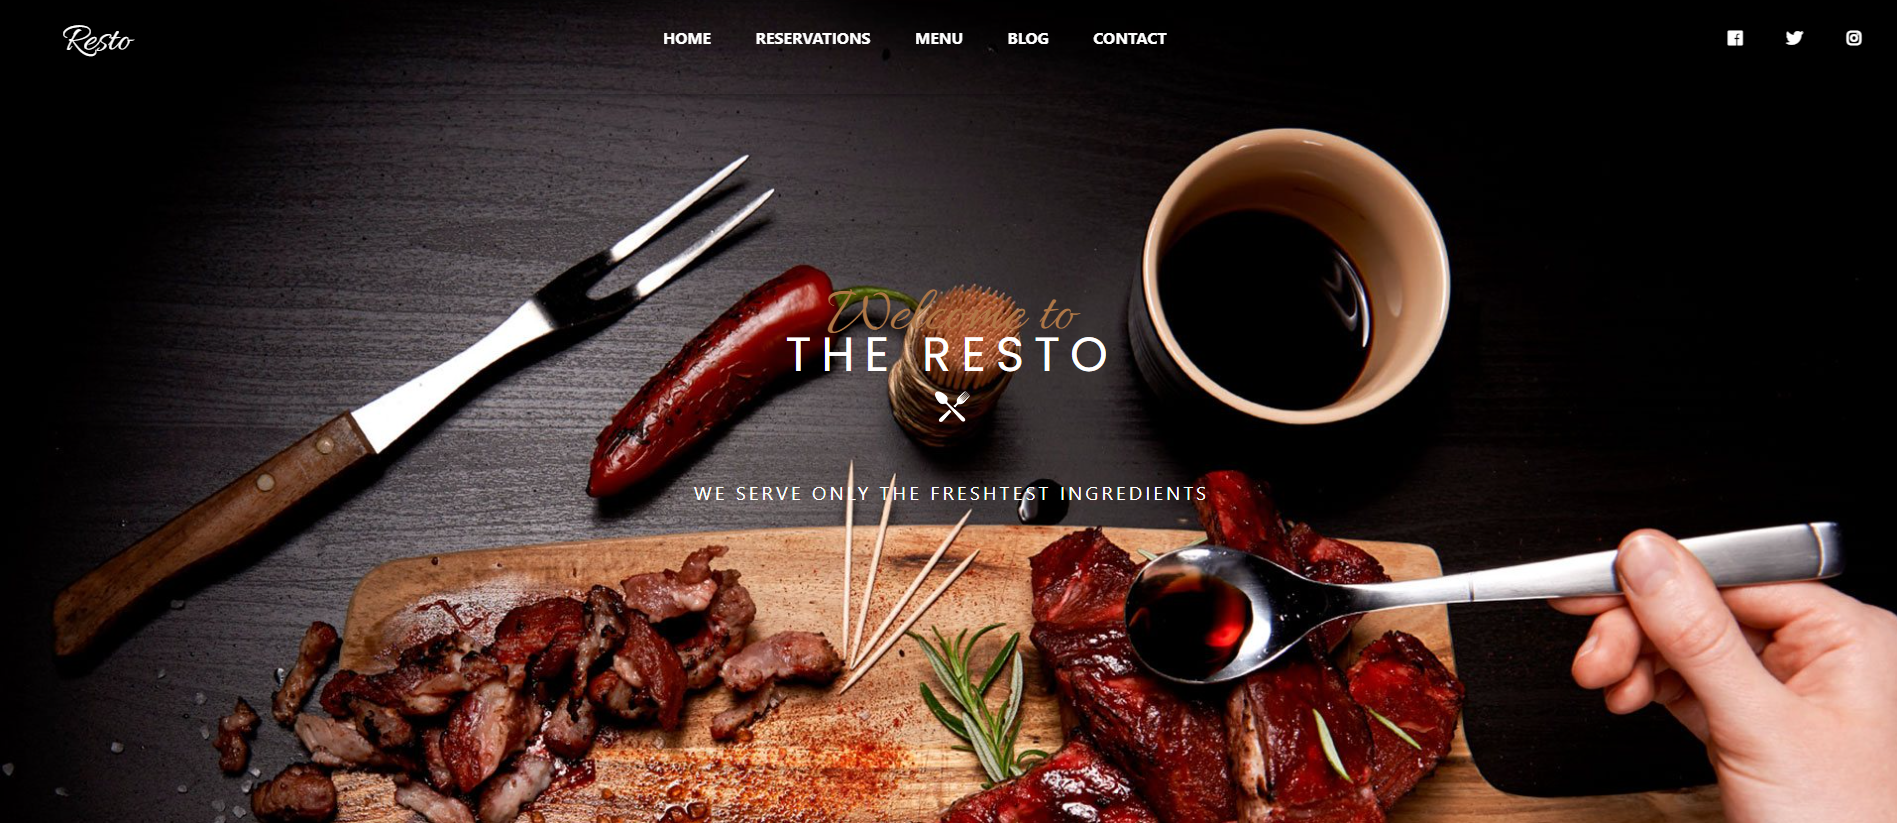 Resto
HOME RESERVATIONS MENU BLOG CONTACT
Welcome to
THE RESTO
WE SERVE ONLY THE FRESHTEST INGREDIENTS